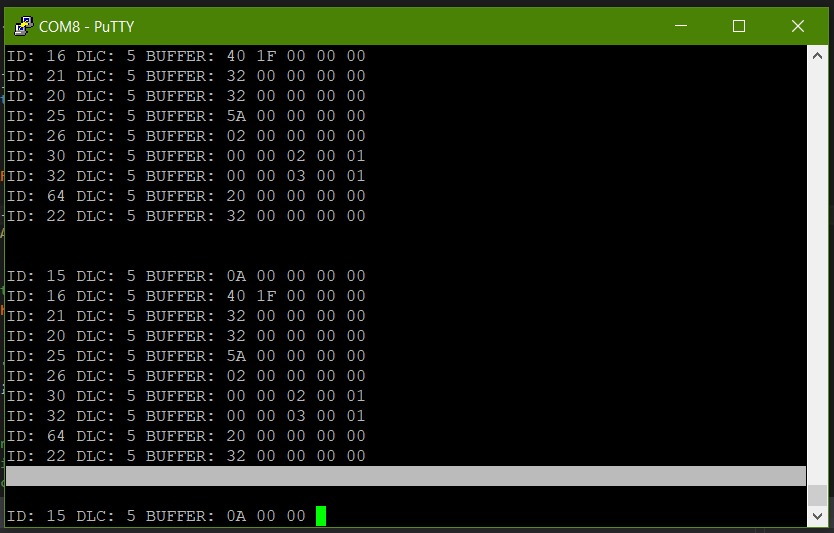 COM8 - PuTTY
ID: 16 DLC: 5 BUFFER: 40 1F 00 00 00
ID: 21 DLC: 5 BUFFER: 32 00 00 00 00
ID: 20 DLC: 5 BUFFER: 32 00 00 00 00
ID: 25 DLC: 5 BUFFER: 5A 00 00 00 00
ID: 26 DLC: 5 BUFFER: 02 00 00 00 00
ID: 30 DLC: 5 BUFFER: 00 00 02 00 01
ID: 32 DLC: 5 BUFFER: 00 00 03 00 01
ID: 64 DLC: 5 BUFFER: 20 00 00 00 00
ID: 22 DLC: 5 BUFFER: 32 00 00 00 00
ID: 15 DLC: 5 BUFFER: 0A 00 00 00 00
ID: 16 DLC: 5 BUFFER: 40 1F 00 00 00
ID: 21 DLC: 5 BUFFER: 32 00 00 00 00
ID: 20 DLC: 5 BUFFER: 32 00 00 00 00
ID: 25 DLC: 5 BUFFER: 5A 00 00 00 00
ID: 26 DLC: 5 BUFFER: 02 00 00 00 00
ID: 30 DLC: 5 BUFFER: 00 00 02 00 01
ID: 32 DLC: 5 BUFFER: 00 00 03 00 01
ID: 64 DLC: 5 BUFFER: 20 00 00 00 00
ID: 22 DLC: 5 BUFFER: 32 00 00 00 00
ID: 15 DLC: 5 BUFFER: 0A 00 00